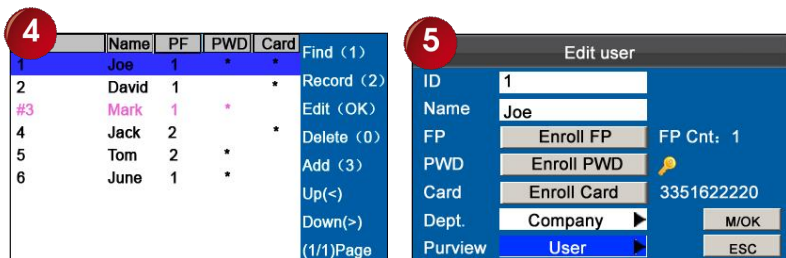 4
Name PF PWD Card
1 Joe 1 * *
2 David 1 *
#3 Mark 1 *
4 Jack 2 *
5 Tom 2 *
6 June 1 *
Find (1)
Record (2)
Edit (OK)
Delete (0)
Add (3)
Up(<)
Down(>)
(1/1)Page
5
Edit user
ID 1
Name Joe
FP Enroll FP FP Cnt: 1
PWD Enroll PWD
Card Enroll Card 3351622220
Dept. Company M/OK
Purview User ESC